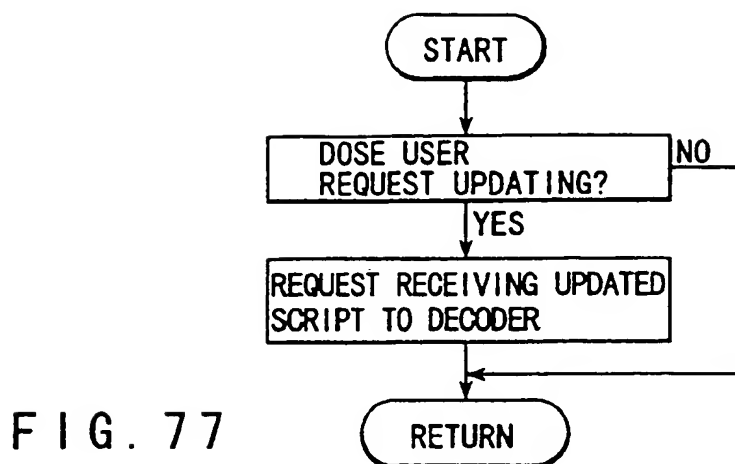 START
DOSE USER
REQUEST UPDATING?
NO
YES
REQUEST RECEIVING UPDATED
SCRIPT TO DECODER
RETURN
FIG. 77